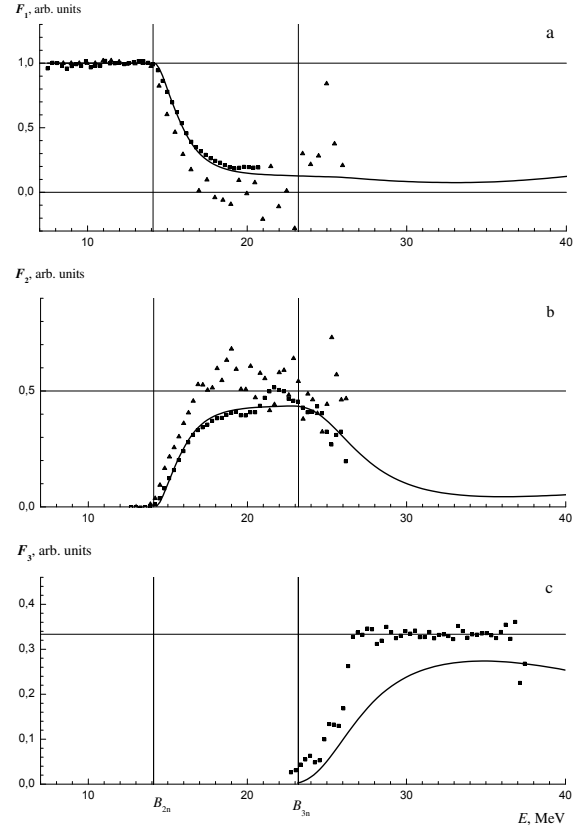 F₁, arb. units
a
1,0
0,5
0,0
10 20 30 40
F₂, arb. units
b
0,5
0,0
10 20 30 40
F₃, arb. units
c
0,4
0,3
0,2
0,1
0,0
10 20 30 40
B₂ₙ B₃ₙ
E, MeV